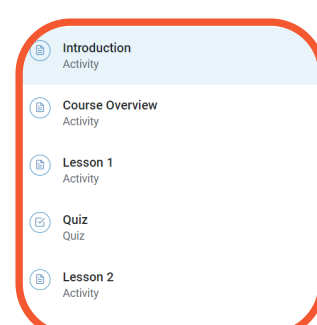 Introduction
Activity
Course Overview
Activity
Lesson 1
Activity
Quiz
Quiz
Lesson 2
Activity